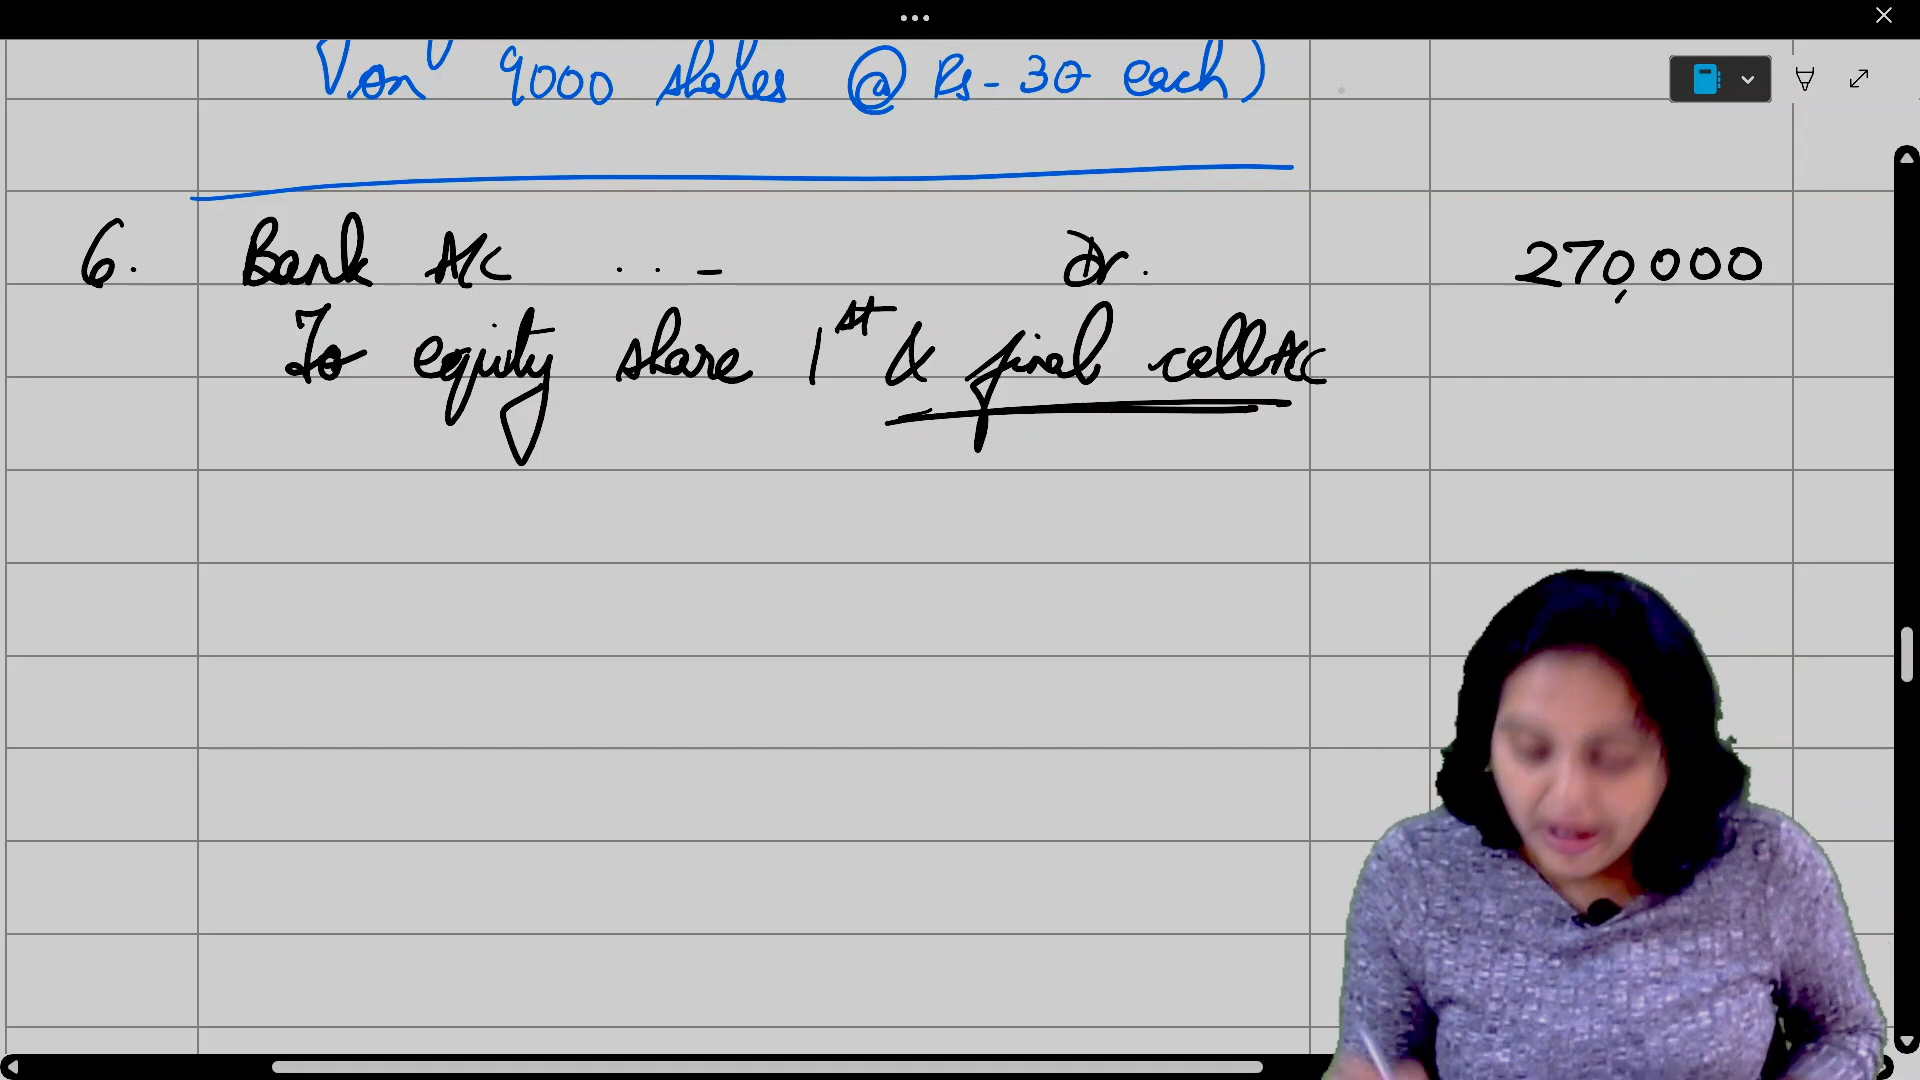 on 9000 shares @ Rs- 30 each)
6. Bank A/C ... - Dr. 270,000
To equity share 1st & final call A/C